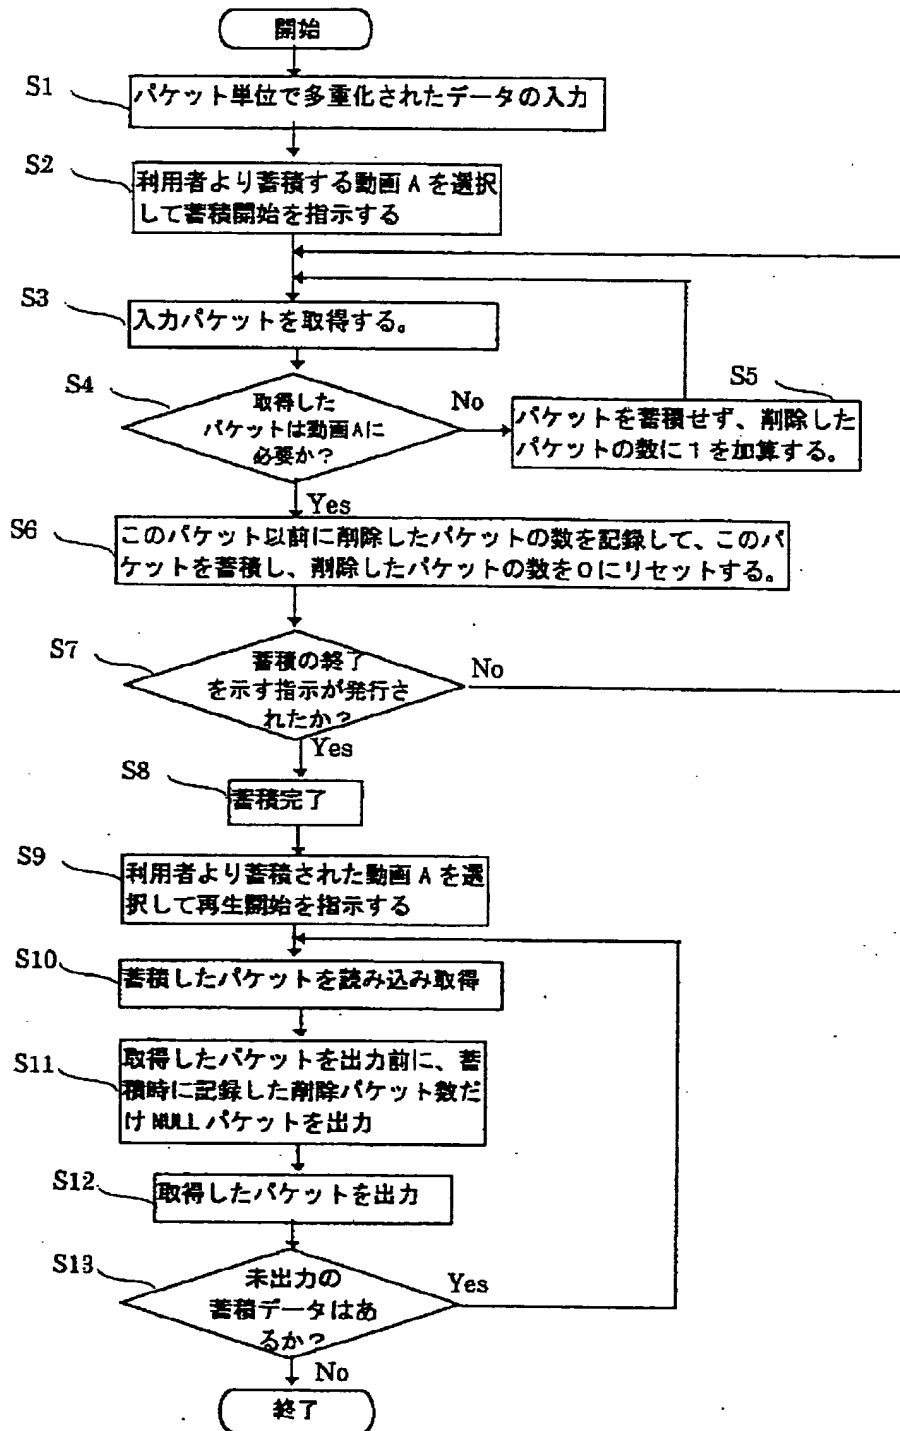 開始
S1
パケット単位で多重化されたデータの入力
S2
利用者より蓄積する動画Aを選択
して蓄積開始を指示する
S3
入力パケットを取得する。
S4
取得した
パケットは動画Aに
必要か?
No
S5
パケットを蓄積せず、削除した
パケットの数に1を加算する。
Yes
S6
このパケット以前に削除したパケットの数を記録して、このパ
ケットを蓄積し、削除したパケットの数を0にリセットする。
S7
蓄積の終了
を示す指示が発行さ
れたか?
No
Yes
S8
蓄積完了
S9
利用者より蓄積された動画Aを選
択して再生開始を指示する
S10
蓄積したパケットを読み込み取得
S11
取得したパケットを出力前に、蓄
積時に記録した削除パケット数だ
けNULLパケットを出力
S12
取得したパケットを出力
S13
未出力の
蓄積データはあ
るか?
Yes
No
終了